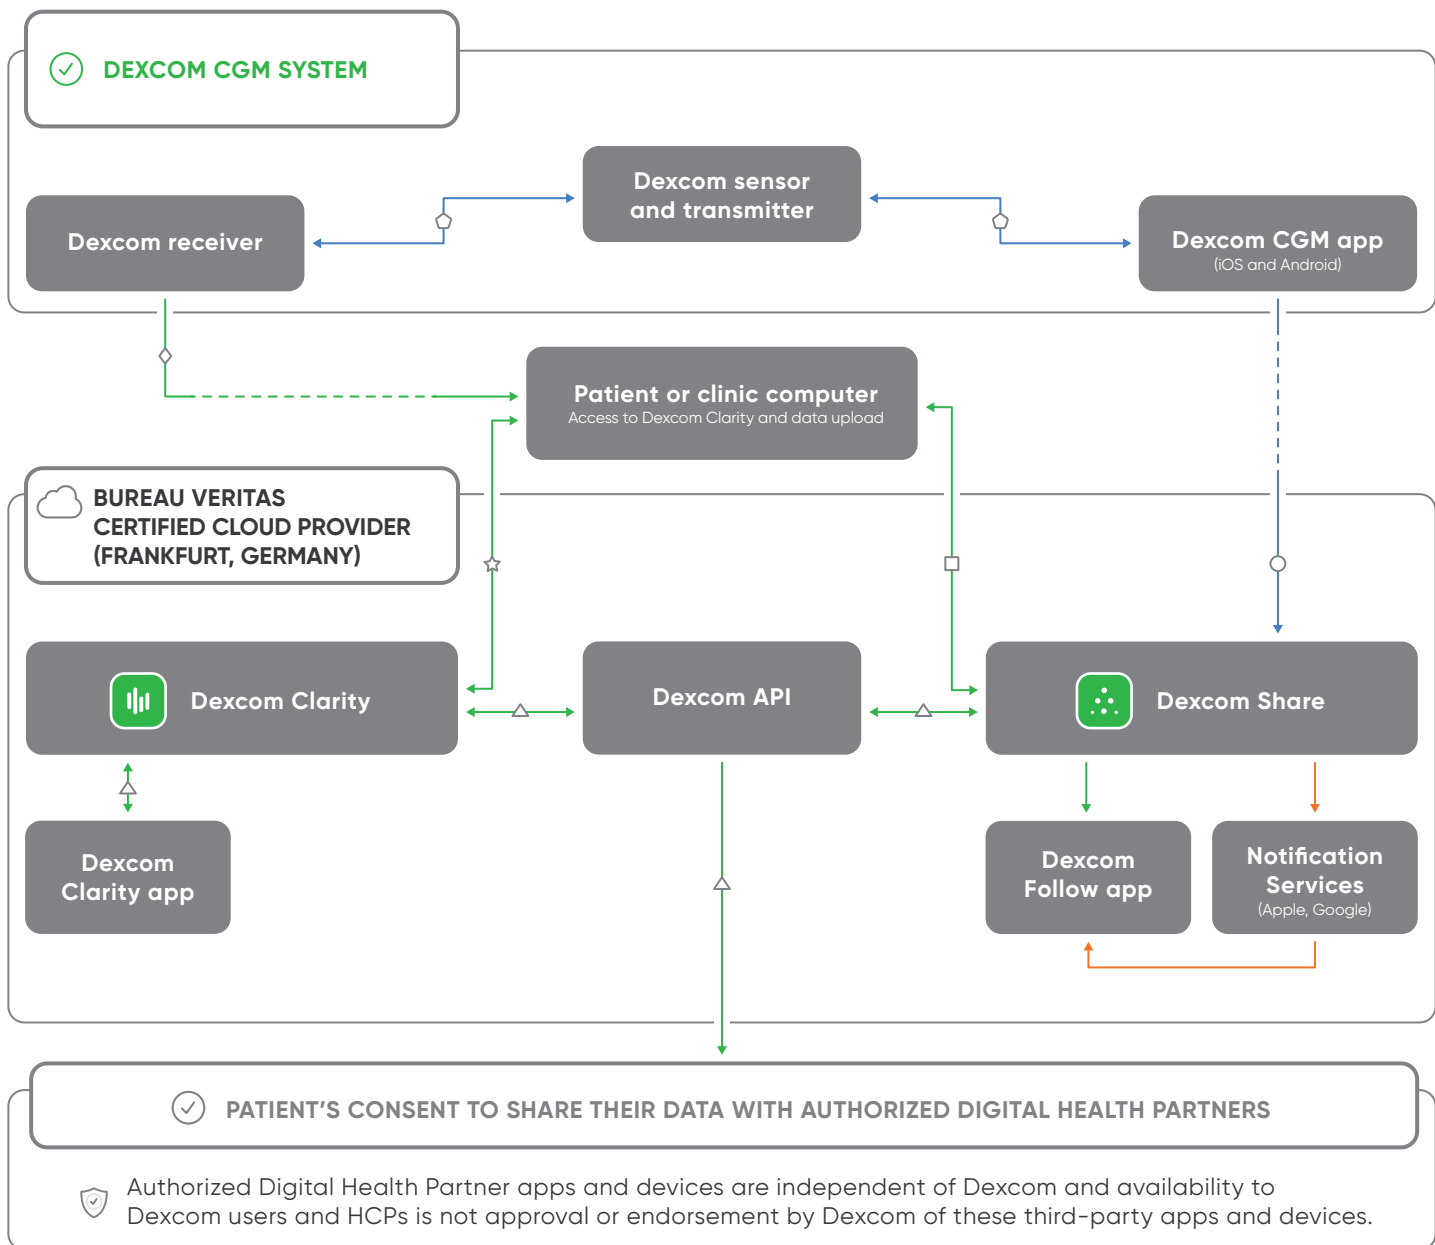 DEXCOM CGM SYSTEM
Dexcom sensor
and transmitter
Dexcom receiver
Dexcom CGM app
(iOS and Android)
Patient or clinic computer
Access to Dexcom Clarity and data upload
BUREAU VERITAS
CERTIFIED CLOUD PROVIDER
(FRANKFURT, GERMANY)
Dexcom Clarity
Dexcom API
Dexcom Share
Dexcom
Clarity app
Dexcom
Follow app
Notification
Services
(Apple, Google)
PATIENT’S CONSENT TO SHARE THEIR DATA WITH AUTHORIZED DIGITAL HEALTH PARTNERS
Authorized Digital Health Partner apps and devices are independent of Dexcom and availability to
Dexcom users and HCPs is not approval or endorsement by Dexcom of these third-party apps and devices.